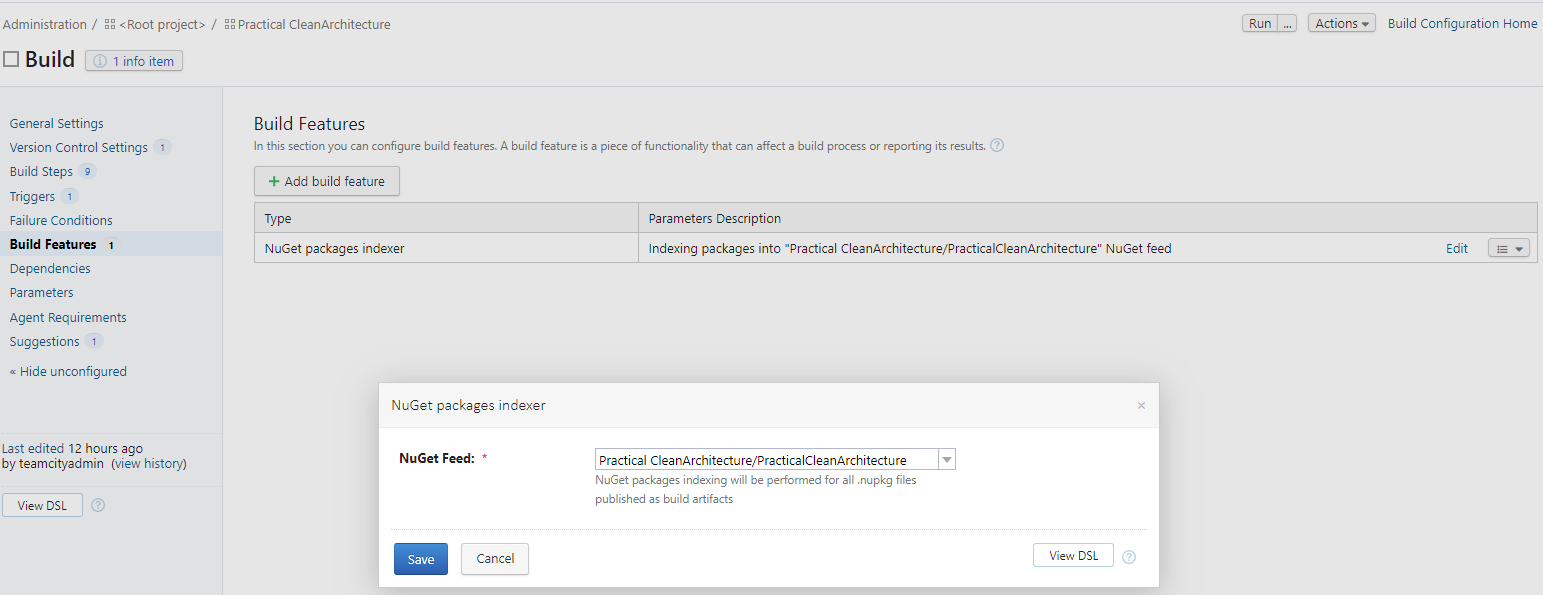 Administration / <Root project> / Practical CleanArchitecture
Run ... Actions Build Configuration Home
Build 1 info item
General Settings
Version Control Settings 1
Build Steps 9
Triggers 1
Failure Conditions
Build Features 1
Dependencies
Parameters
Agent Requirements
Suggestions 1
« Hide unconfigured
Last edited 12 hours ago
by teamcityadmin (view history)
View DSL ?
Build Features
In this section you can configure build features. A build feature is a piece of functionality that can affect a build process or reporting its results. ?
+ Add build feature
Type Parameters Description
NuGet packages indexer Indexing packages into "Practical CleanArchitecture/PracticalCleanArchitecture" NuGet feed Edit
NuGet packages indexer ×
NuGet Feed: * Practical CleanArchitecture/PracticalCleanArchitecture
NuGet packages indexing will be performed for all .nupkg files
published as build artifacts
Save Cancel View DSL ?